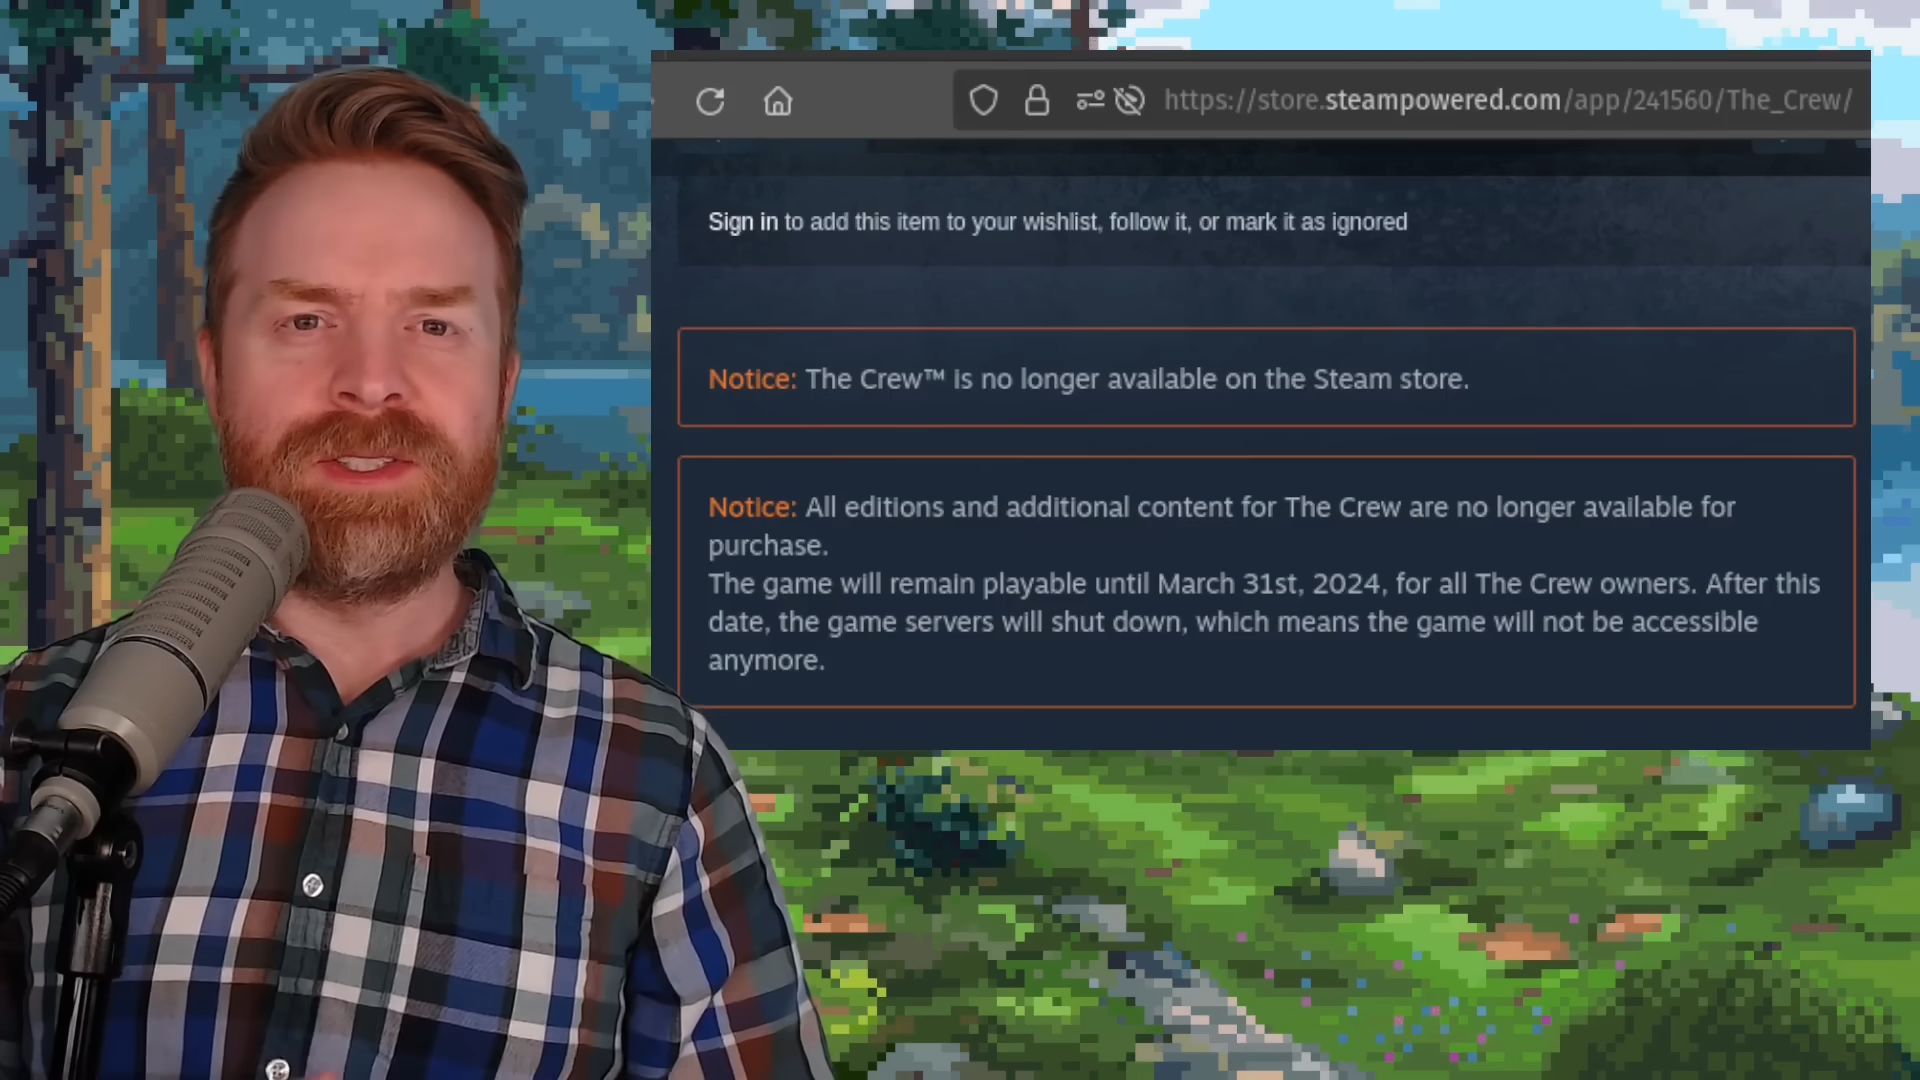 https://store.steampowered.com/app/241560/The_Crew/
Sign in to add this item to your wishlist, follow it, or mark it as ignored
Notice: The Crew™ is no longer available on the Steam store.
Notice: All editions and additional content for The Crew are no longer available for
purchase.
The game will remain playable until March 31st, 2024, for all The Crew owners. After this
date, the game servers will shut down, which means the game will not be accessible
anymore.